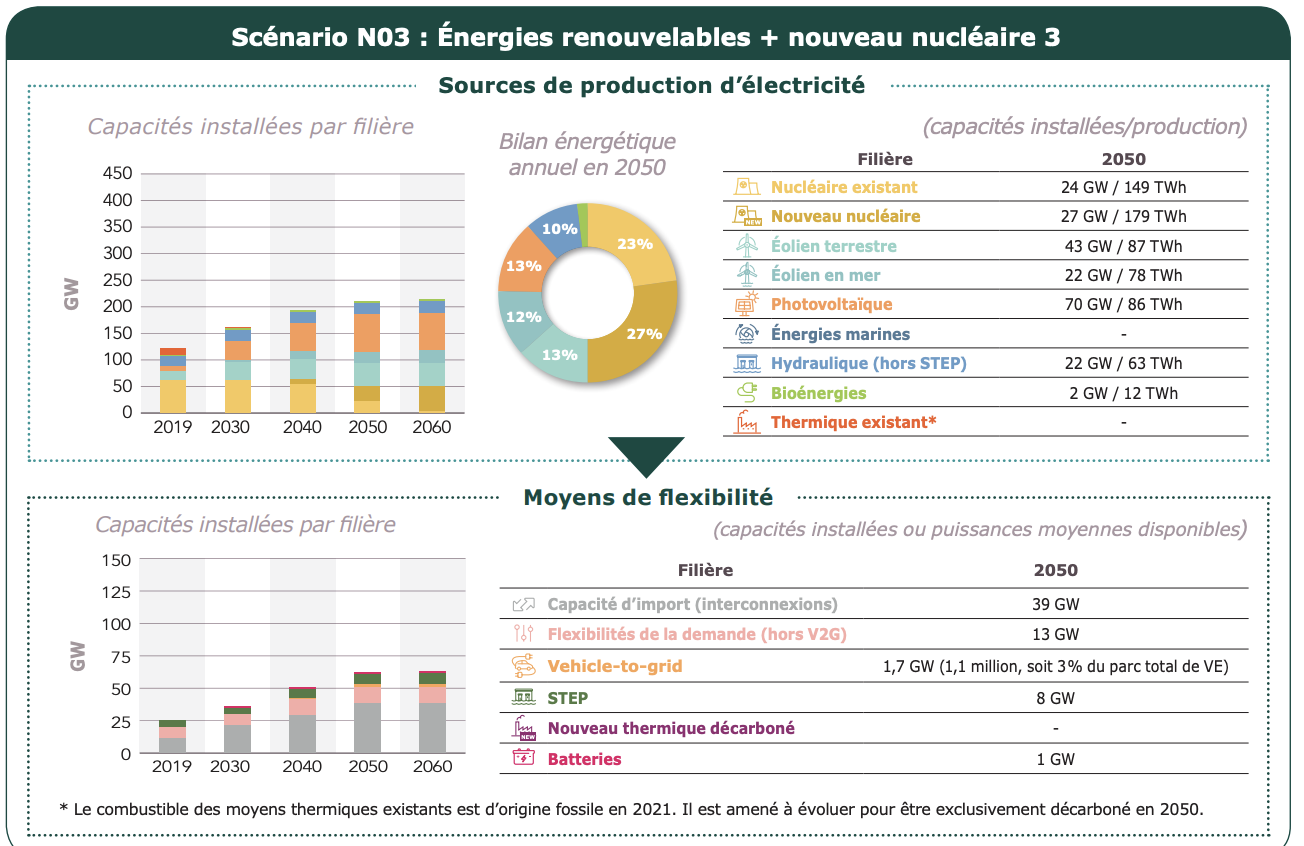 Scénario N03 : Énergies renouvelables + nouveau nucléaire 3
Sources de production d’électricité
Capacités installées par filière
GW
450
400
350
300
250
200
150
100
50
0
2019 2030 2040 2050 2060
Bilan énergétique
annuel en 2050
23%
27%
13%
12%
13%
10%
(capacités installées/production)
Filière 2050
Nucléaire existant 24 GW / 149 TWh
NEW
Nouveau nucléaire 27 GW / 179 TWh
Éolien terrestre 43 GW / 87 TWh
Éolien en mer 22 GW / 78 TWh
Photovoltaïque 70 GW / 86 TWh
Énergies marines -
Hydraulique (hors STEP) 22 GW / 63 TWh
Bioénergies 2 GW / 12 TWh
Thermique existant* -
Moyens de flexibilité
Capacités installées par filière
GW
150
125
100
75
50
25
0
2019 2030 2040 2050 2060
(capacités installées ou puissances moyennes disponibles)
Filière 2050
Capacité d’import (interconnexions) 39 GW
Flexibilités de la demande (hors V2G) 13 GW
Vehicle-to-grid 1,7 GW (1,1 million, soit 3% du parc total de VE)
STEP 8 GW
NEW
Nouveau thermique décarboné -
Batteries 1 GW
* Le combustible des moyens thermiques existants est d’origine fossile en 2021. Il est amené à évoluer pour être exclusivement décarboné en 2050.